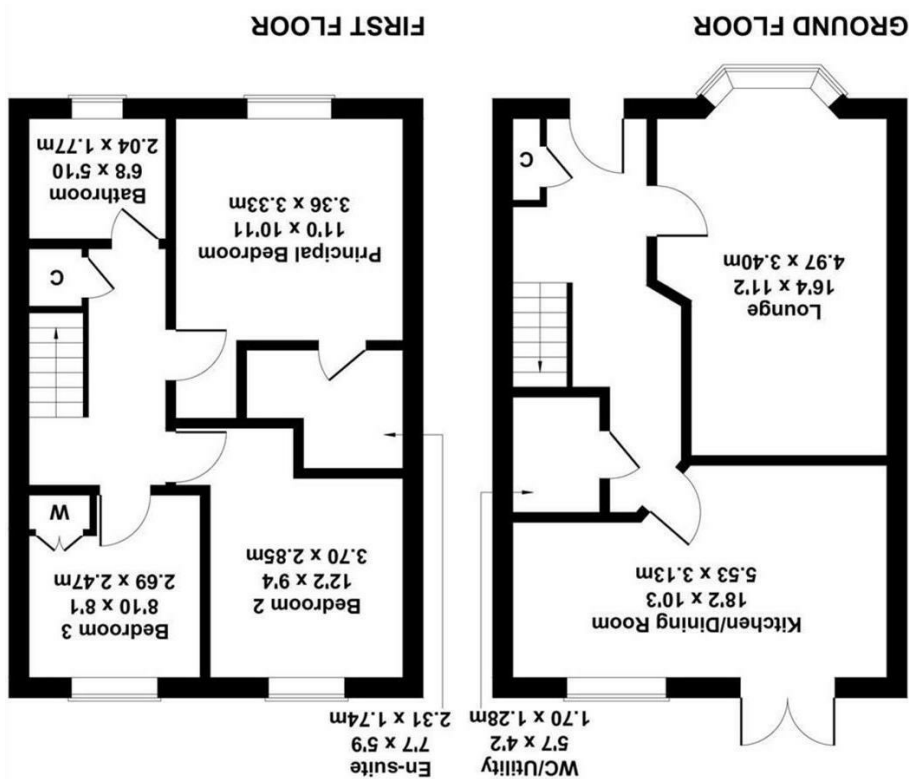 GROUND FLOOR
Lounge
16'4 x 11'2
4.97 x 3.40m
Kitchen/Dining Room
18'2 x 10'3
5.53 x 3.13m
WC/Utility
5'7 x 4'2
1.70 x 1.28m
C
FIRST FLOOR
Principal Bedroom
11'0 x 10'11
3.36 x 3.33m
Bathroom
6'8 x 5'10
2.04 x 1.77m
C
Bedroom 2
12'2 x 9'4
3.70 x 2.85m
Bedroom 3
8'10 x 8'1
2.69 x 2.47m
W
En-suite
7'7 x 5'9
2.31 x 1.74m